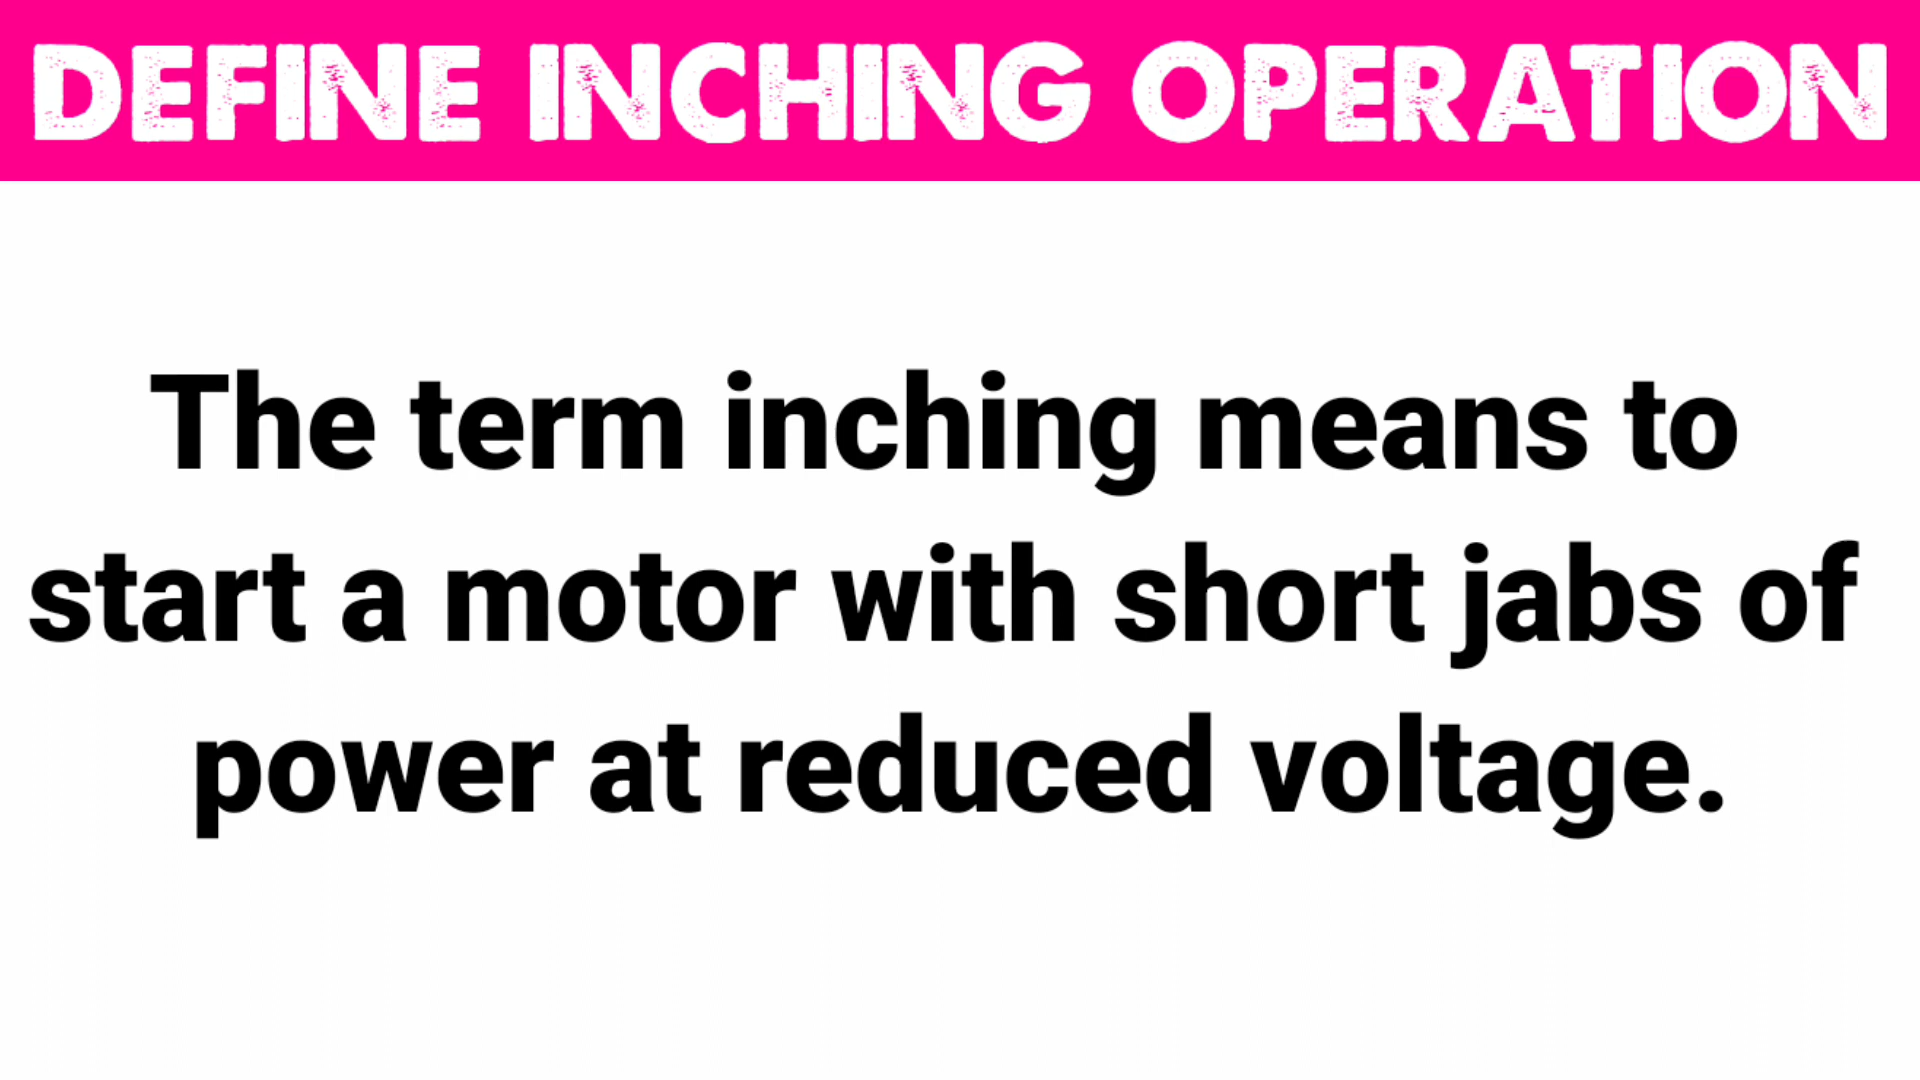 DEFINE INCHING OPERATION
The term inching means to
start a motor with short jabs of
power at reduced voltage.